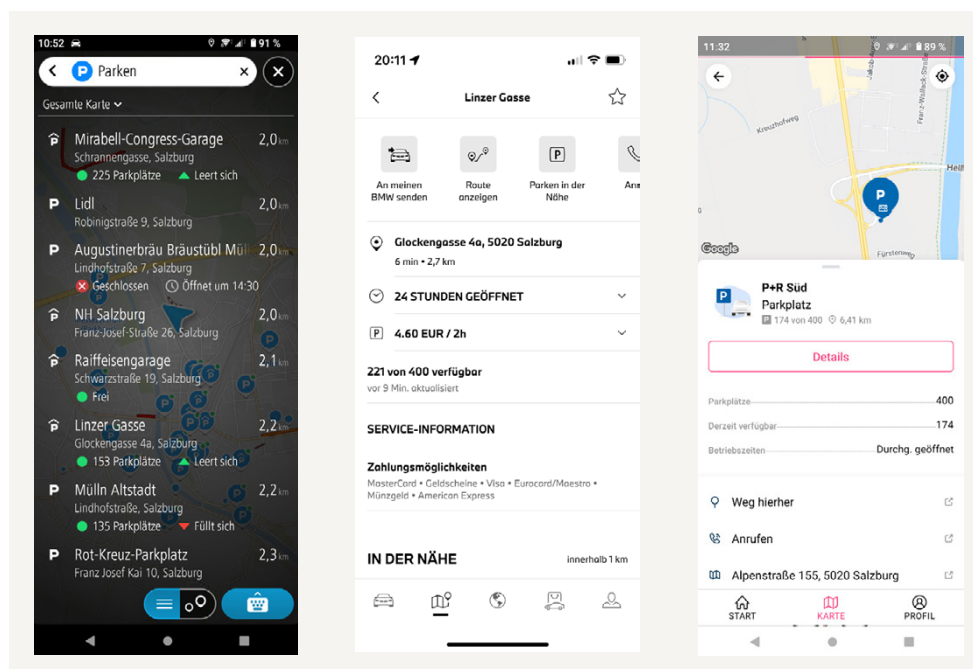 10:52
91 %
P Parken
Gesamte Karte
P Mirabell-Congress-Garage 2,0 km
Schrannengasse, Salzburg
225 Parkplätze Leert sich
P Lidl 2,0 km
Robinigstraße 9, Salzburg
P Augustinerbräu Bräustübl Mül 2,0 km
Lindhofstraße 7, Salzburg
Geschlossen Öffnet um 14:30
P NH Salzburg 2,0 km
Franz-Josef-Straße 26, Salzburg
P Raiffeisengarage 2,1 km
Schwarzstraße 19, Salzburg
Frei
P Linzer Gasse 2,2 km
Glockengasse 4a, Salzburg
153 Parkplätze Leert sich
P Mülln Altstadt 2,2 km
Lindhofstraße, Salzburg
135 Parkplätze Füllt sich
P Rot-Kreuz-Parkplatz 2,3 km
Franz Josef Kai 10, Salzburg
20:11
Linzer Gasse
P
An meinen BMW senden
Route anzeigen
Parken in der Nähe
Anr
Glockengasse 4a, 5020 Salzburg
6 min • 2,7 km
24 STUNDEN GEÖFFNET
P 4.60 EUR / 2h
221 von 400 verfügbar
vor 9 Min. aktualisiert
SERVICE-INFORMATION
Zahlungsmöglichkeiten
MasterCard • Geldscheine • Visa • Eurocard/Maestro •
Münzgeld • American Express
IN DER NÄHE innerhalb 1 km
11:32
89 %
Kreuzhofweg
Franz-Wallack-Straße
Hell
P
Google
Fürstenweg
P P+R Süd
Parkplatz
P 174 von 400 6,41 km
Details
Parkplätze 400
Derzeit verfügbar 174
Betriebszeiten Durchg. geöffnet
Weg hierher
Anrufen
Alpenstraße 155, 5020 Salzburg
START KARTE PROFIL